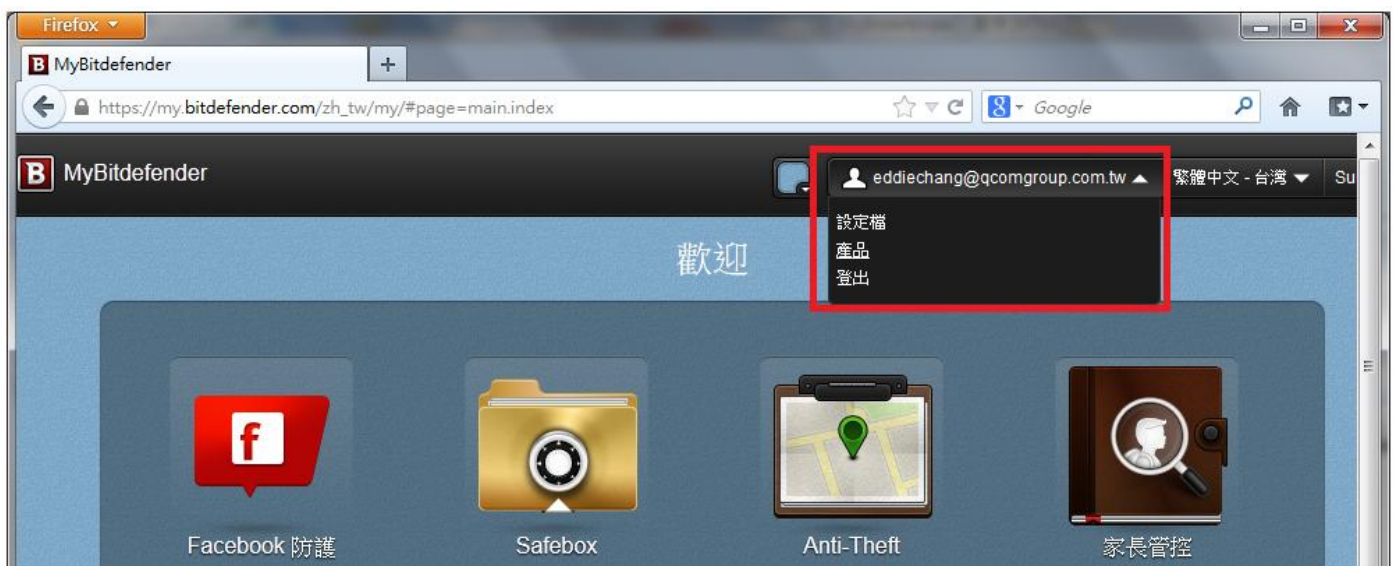 Firefox
MyBitdefender
https://my.bitdefender.com/zh_tw/my/#page=main.index
Google
MyBitdefender
eddiechang@qcomgroup.com.tw
繁體中文 - 台灣
Su
設定檔
產品
登出
歡迎
Facebook 防護
Safebox
Anti-Theft
家長管控